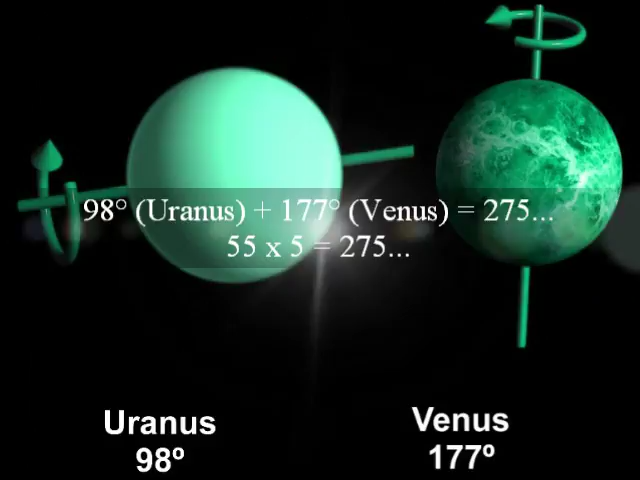 98° (Uranus) + 177° (Venus) = 275...
55 x 5 = 275...
Uranus
98º
Venus
177º